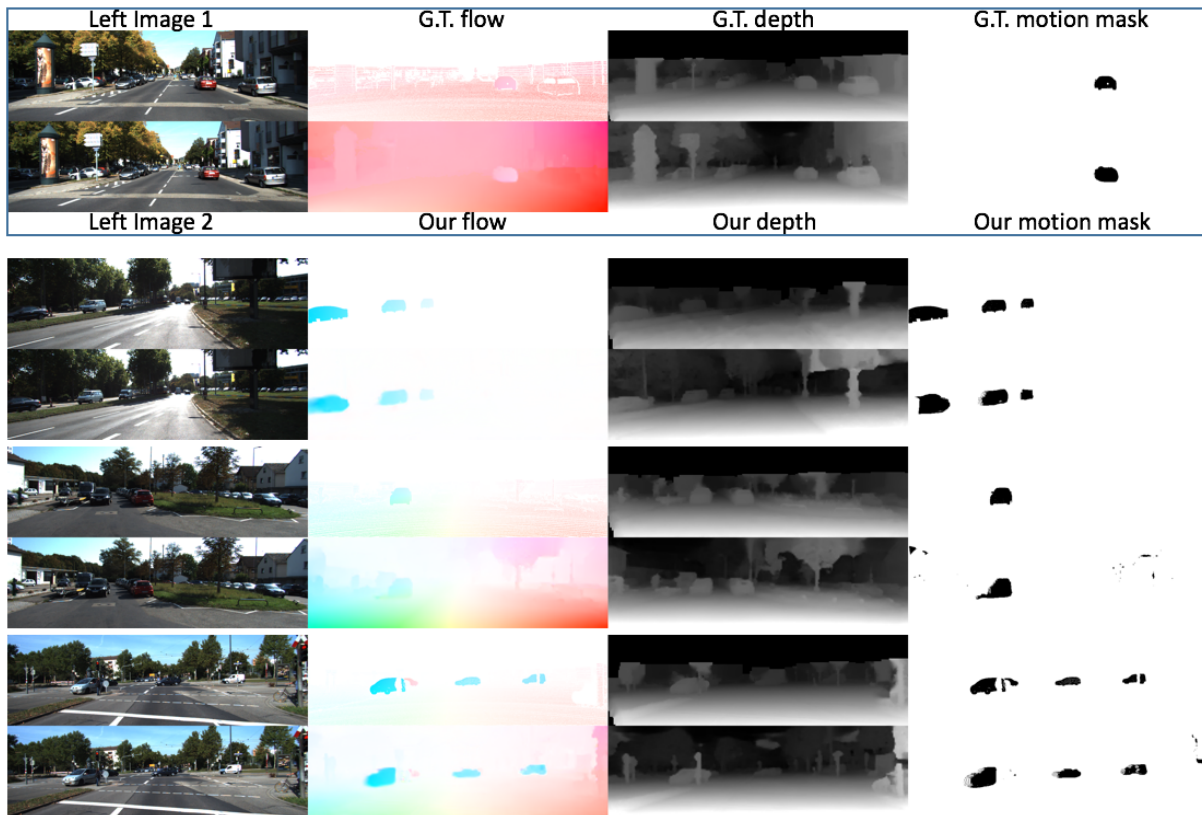 Left Image 1 G.T. flow G.T. depth G.T. motion mask
Left Image 2 Our flow Our depth Our motion mask